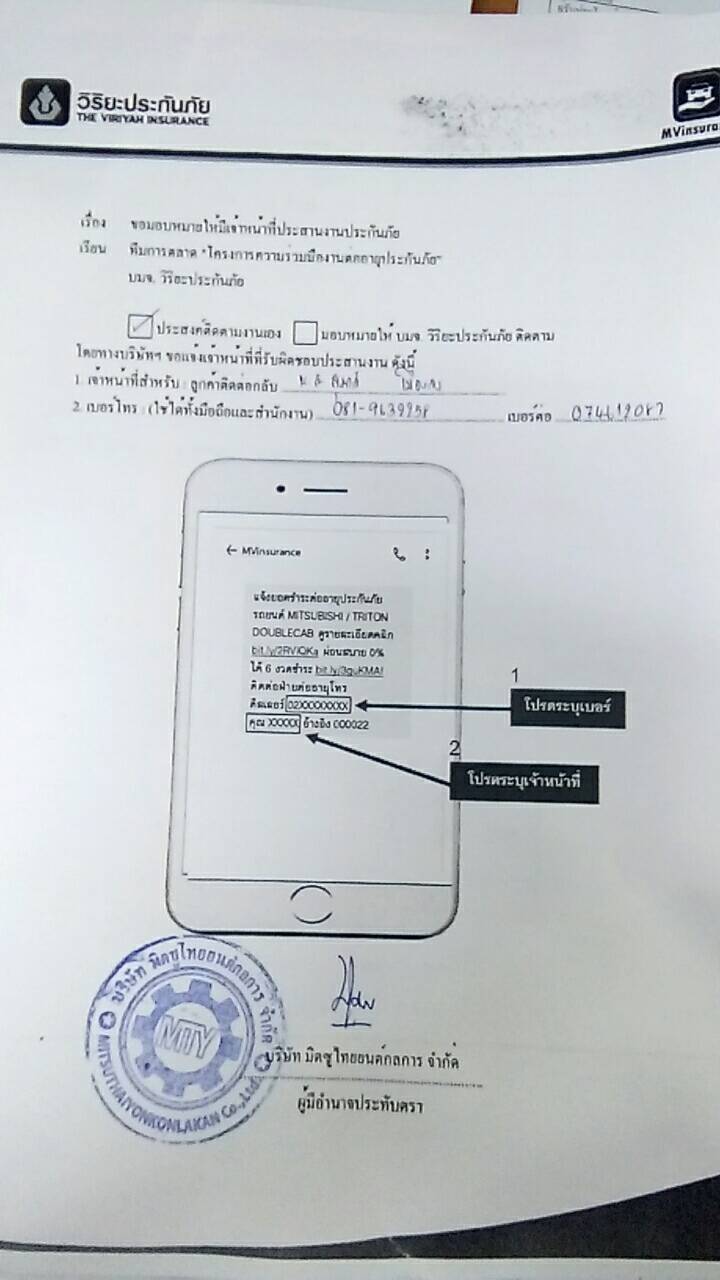 วิริยะประกันภัย
THE VIRIYAH INSURANCE
MVinsura
เรื่อง ขอมอบหมายให้มีเจ้าหน้าที่ประสานงานประกันภัย
เรียน ทีมการตลาด "โครงการความร่วมมืองานต่ออายุประกันภัย"
บมจ. วิริยะประกันภัย
ประสงค์ติดตามงานเอง มอบหมายให้ บมจ. วิริยะประกันภัย ติดตาม
โดยทางบริษัทฯ ขอแจ้งเจ้าหน้าที่ที่รับผิดชอบประสานงาน ดังนี้
1. เจ้าหน้าที่สำหรับ : ลูกค้าติดต่อกลับ
2. เบอร์โทร : (ใช้ได้ทั้งมือถือและสำนักงาน) 081-9639958 เบอร์ต่อ 074612087
← MVinsurance
แจ้งยอดชำระต่ออายุประกันภัย
รถยนต์ MITSUBISHI / TRITON
DOUBLECAB ดูรายละเอียดคลิก
bit.ly/2RViQKa ผ่อนสบาย 0%
ได้ 6 งวดชำระ bit.ly/3guKMAf
ติดต่อฝ่ายต่ออายุโทร
ดีลเลอร์ 02XXXXXXXX
คุณ XXXXX อ้างอิง 000022
1
โปรดระบุเบอร์
2
โปรดระบุเจ้าหน้าที่
บริษัท มิตซูไทยยนต์กลการ จำกัด
MTY
MITSUTHAIYONKONLAKAN Co.,Ltd.
บริษัท มิตซูไทยยนต์กลการ จำกัด
ผู้มีอำนาจประทับตรา